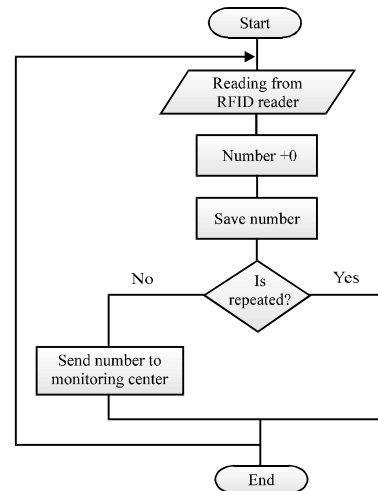 Start
Reading from
RFID reader
Number +0
Save number
Is
repeated?
No
Yes
Send number to
monitoring center
End